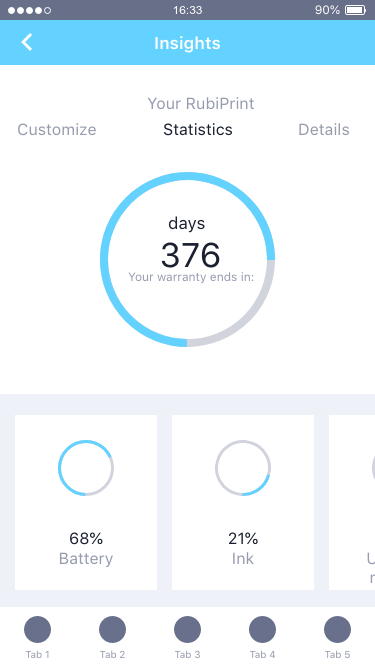 16:33 90%
Insights
Your RubiPrint
Customize Statistics Details
days
376
Your warranty ends in:
68% 21%
Battery Ink
Tab 1 Tab 2 Tab 3 Tab 4 Tab 5